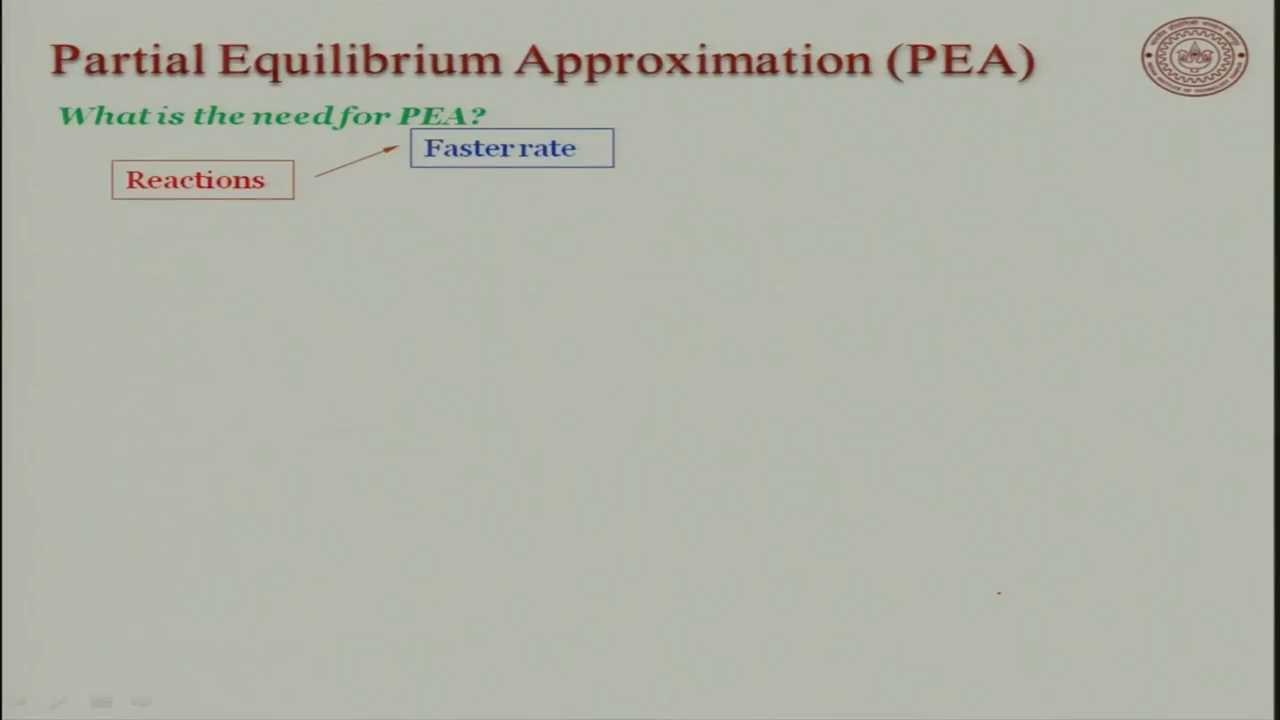 Partial Equilibrium Approximation (PEA)
What is the need for PEA?
Faster rate
Reactions